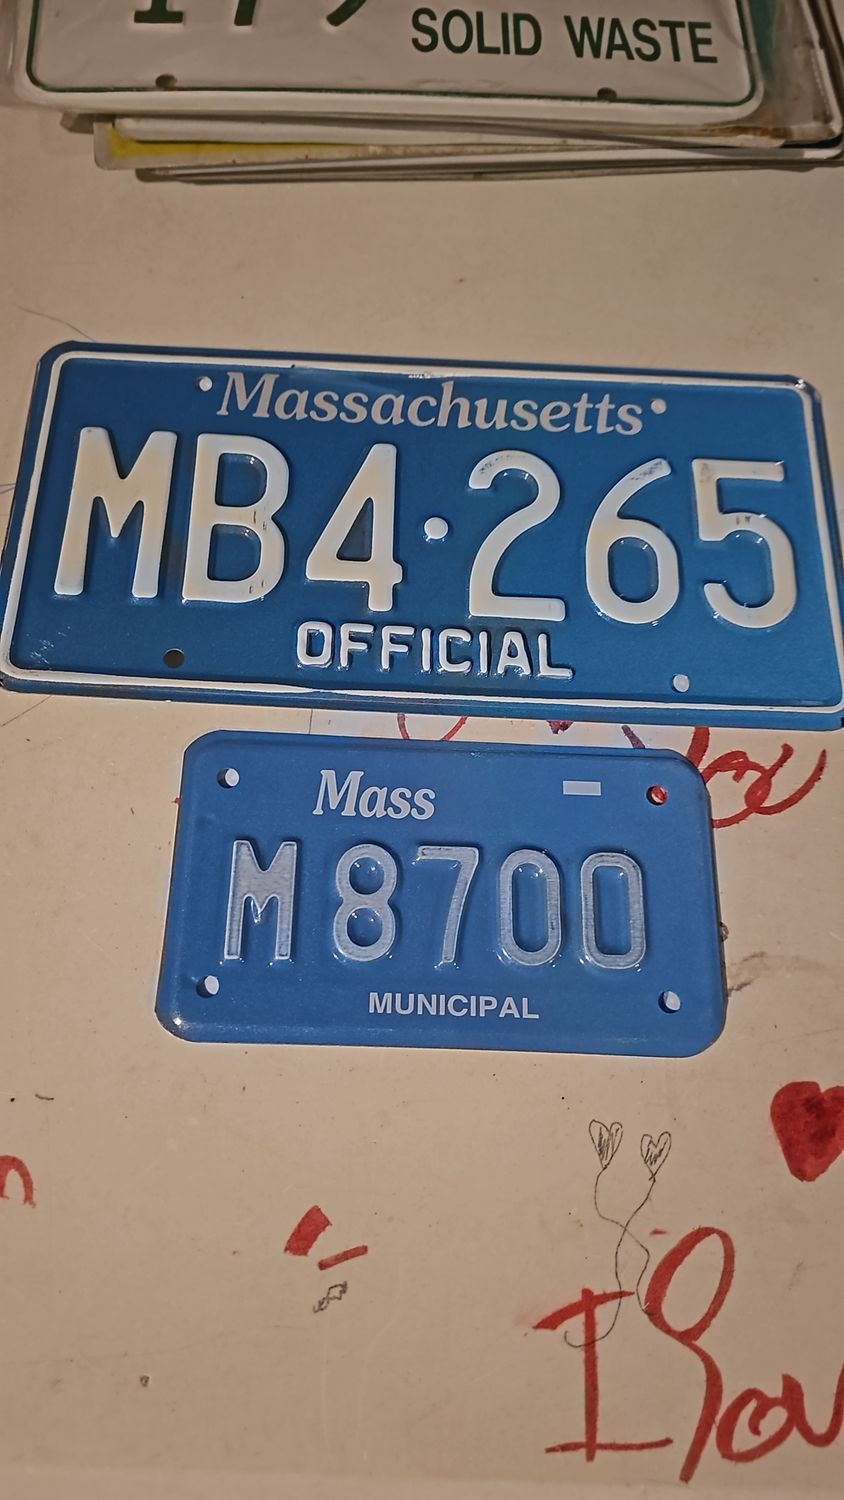 SOLID WASTE
Massachusetts
MB4·265
OFFICIAL
Mass
M 8700
MUNICIPAL
I